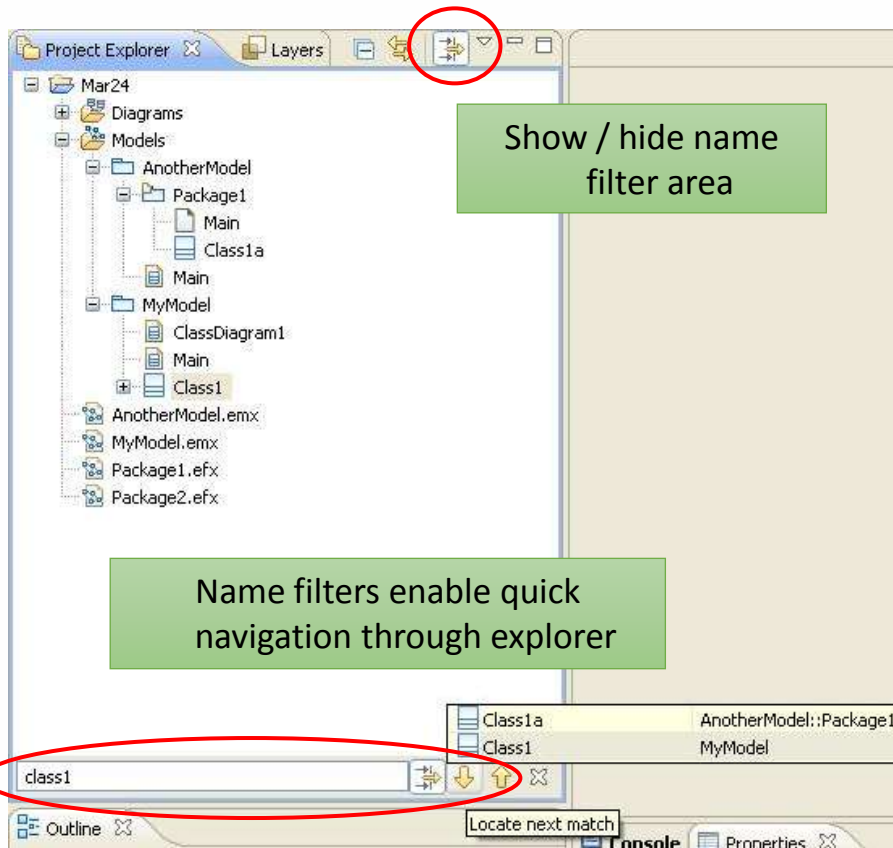 Project Explorer
Layers
Mar24
Diagrams
Models
AnotherModel
Package1
Main
Class1a
Main
MyModel
ClassDiagram1
Main
Class1
AnotherModel.emx
MyModel.emx
Package1.efx
Package2.efx
Show / hide name
filter area
Name filters enable quick
navigation through explorer
Class1a AnotherModel::Package1
Class1 MyModel
class1
Locate next match
Outline
Console
Properties